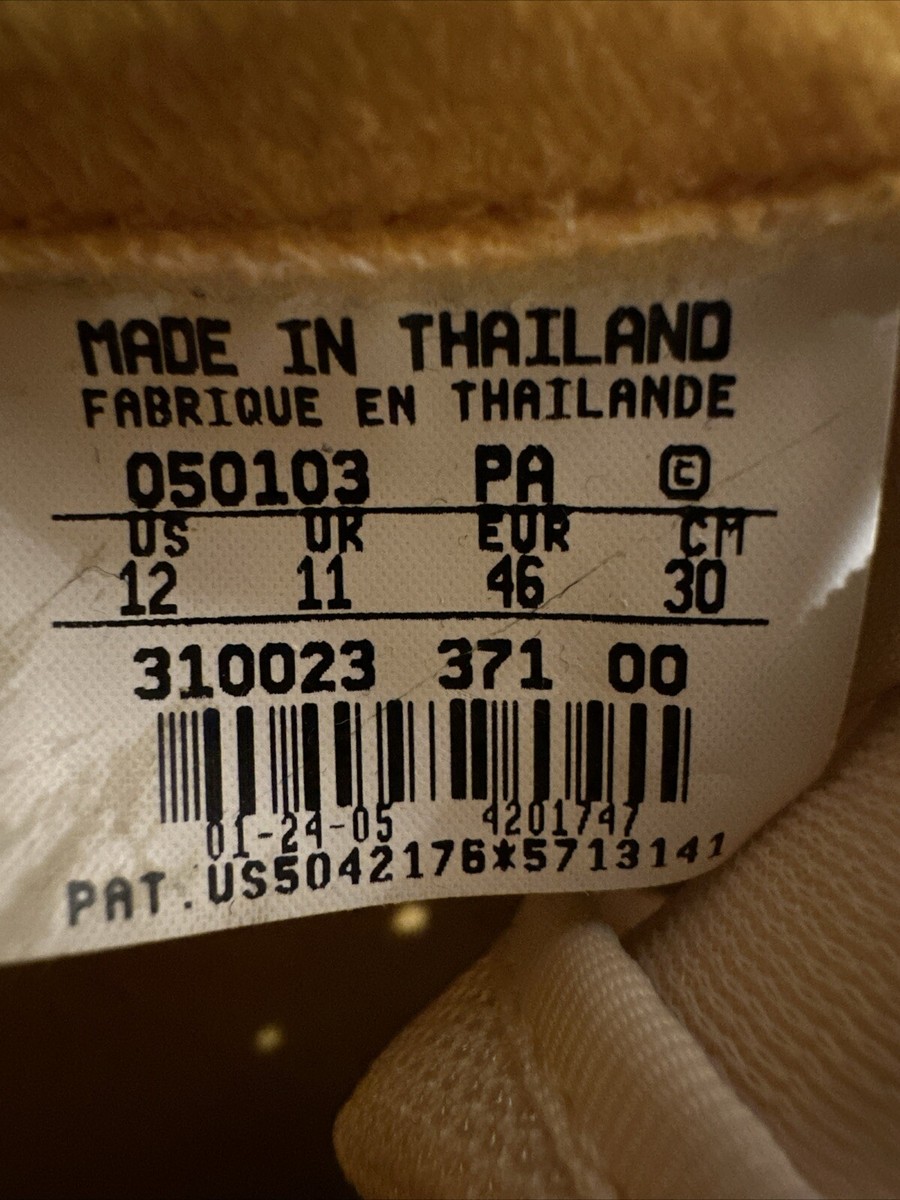 MADE IN THAILAND
FABRIQUE EN THAILANDE
050103 PA ©
US UK EUR CM
12 11 46 30
310023 371 00
01-24-05 4201747
PAT.US5042176*5713141